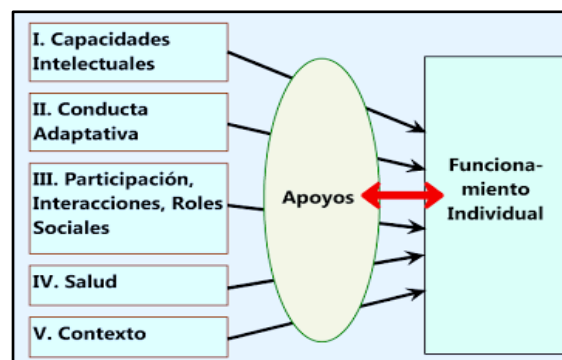 I. Capacidades
Intelectuales
II. Conducta
Adaptativa
III. Participación,
Interacciones, Roles
Sociales
IV. Salud
V. Contexto
Apoyos
Funciona-
miento
Individual